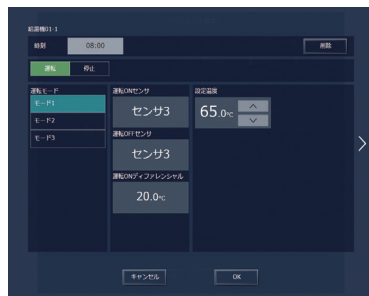 給湯機01-1
時刻 08:00 削除
運転 停止
運転モード
モード1
モード2
モード3
運転ONセンサ
センサ3
運転OFFセンサ
センサ3
運転ONディファレンシャル
20.0℃
設定温度
65.0℃
キャンセル OK